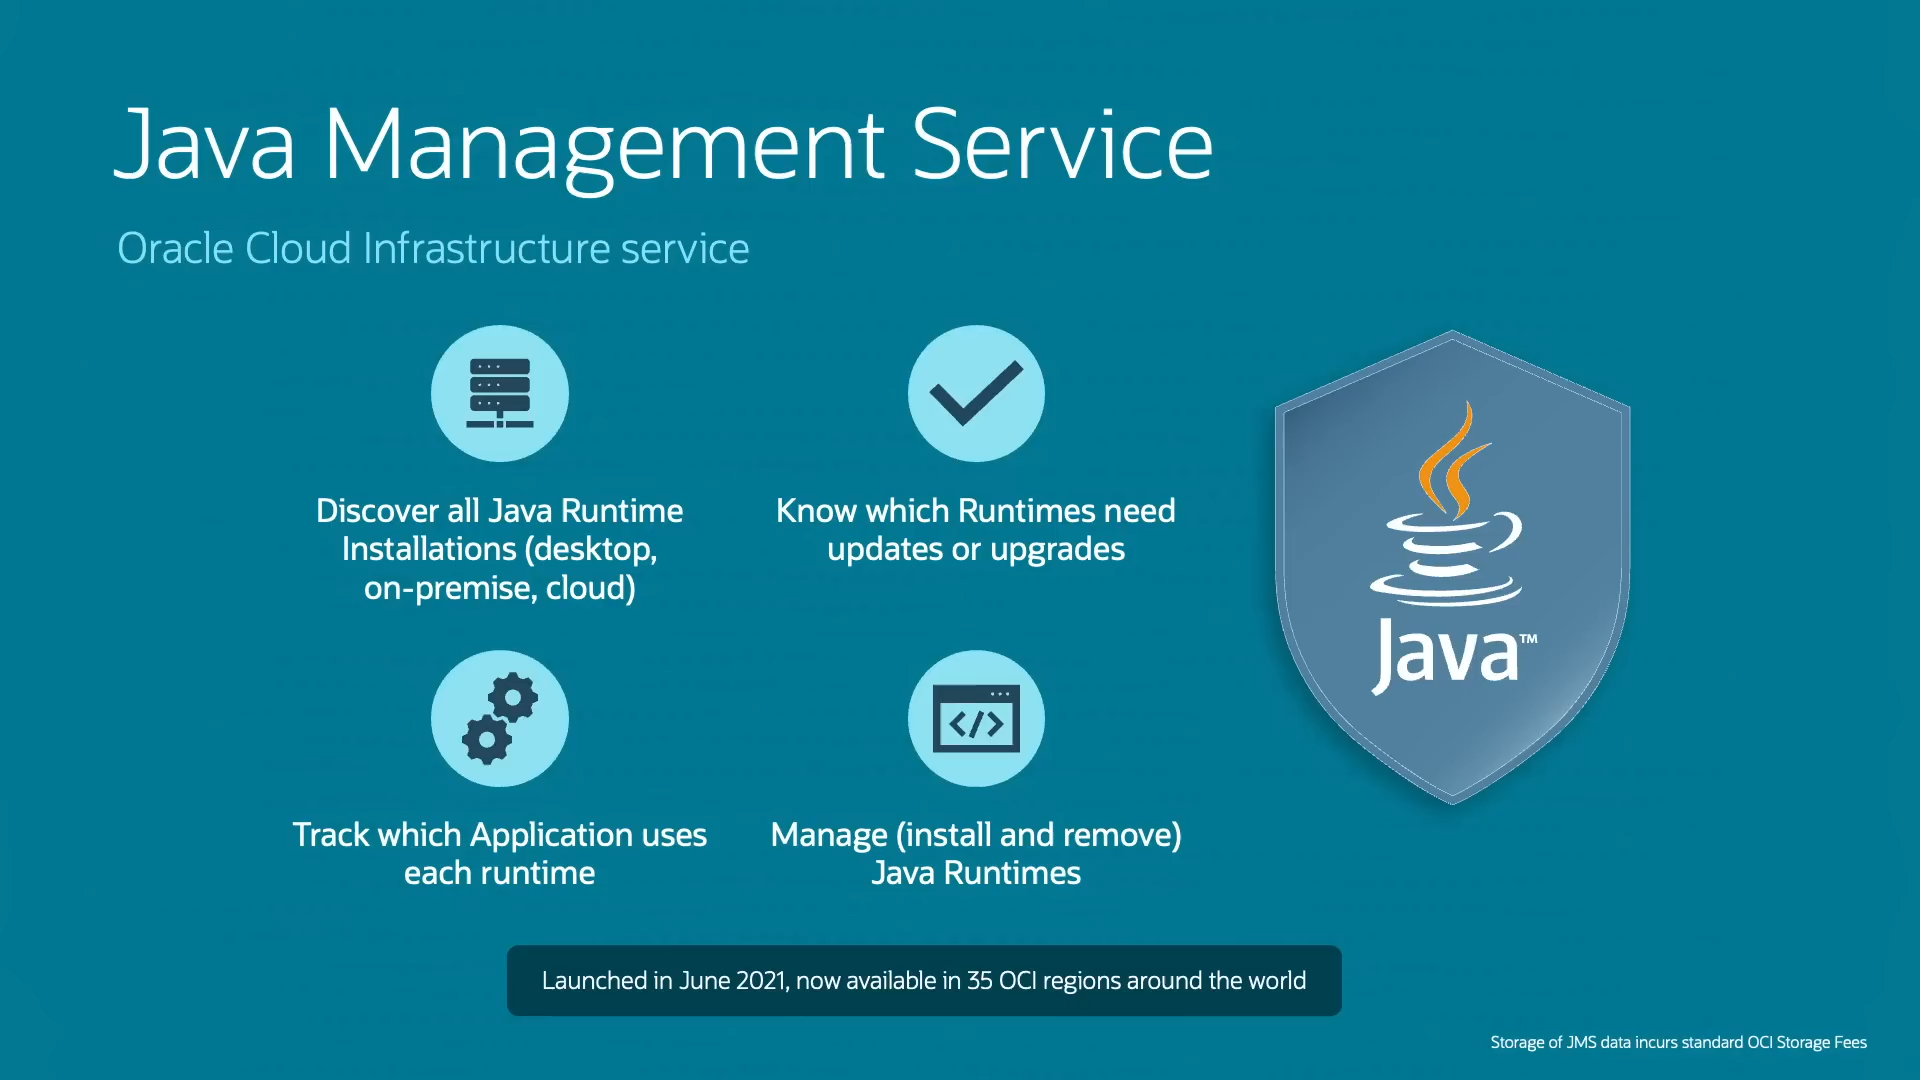 Java Management Service
Oracle Cloud Infrastructure service
Discover all Java Runtime
Installations (desktop,
on-premise, cloud)
Know which Runtimes need
updates or upgrades
Track which Application uses
each runtime
Manage (install and remove)
Java Runtimes
Java™
Launched in June 2021, now available in 35 OCI regions around the world
Storage of JMS data incurs standard OCI Storage Fees